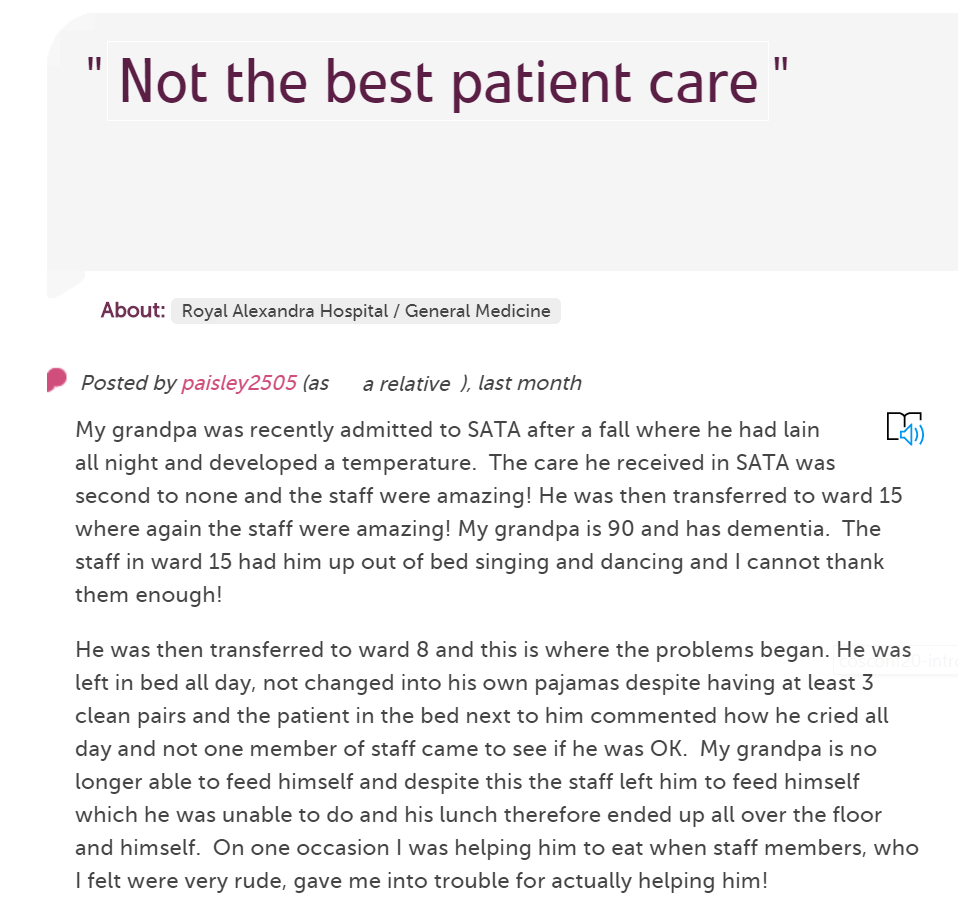 " Not the best patient care "
About: Royal Alexandra Hospital / General Medicine
Posted by paisley2505 (as a relative ), last month
My grandpa was recently admitted to SATA after a fall where he had lain
all night and developed a temperature.  The care he received in SATA was
second to none and the staff were amazing! He was then transferred to ward 15
where again the staff were amazing! My grandpa is 90 and has dementia.  The
staff in ward 15 had him up out of bed singing and dancing and I cannot thank
them enough!
He was then transferred to ward 8 and this is where the problems began. He was
left in bed all day, not changed into his own pajamas despite having at least 3
clean pairs and the patient in the bed next to him commented how he cried all
day and not one member of staff came to see if he was OK.  My grandpa is no
longer able to feed himself and despite this the staff left him to feed himself
which he was unable to do and his lunch therefore ended up all over the floor
and himself.  On one occasion I was helping him to eat when staff members, who
I felt were very rude, gave me into trouble for actually helping him!